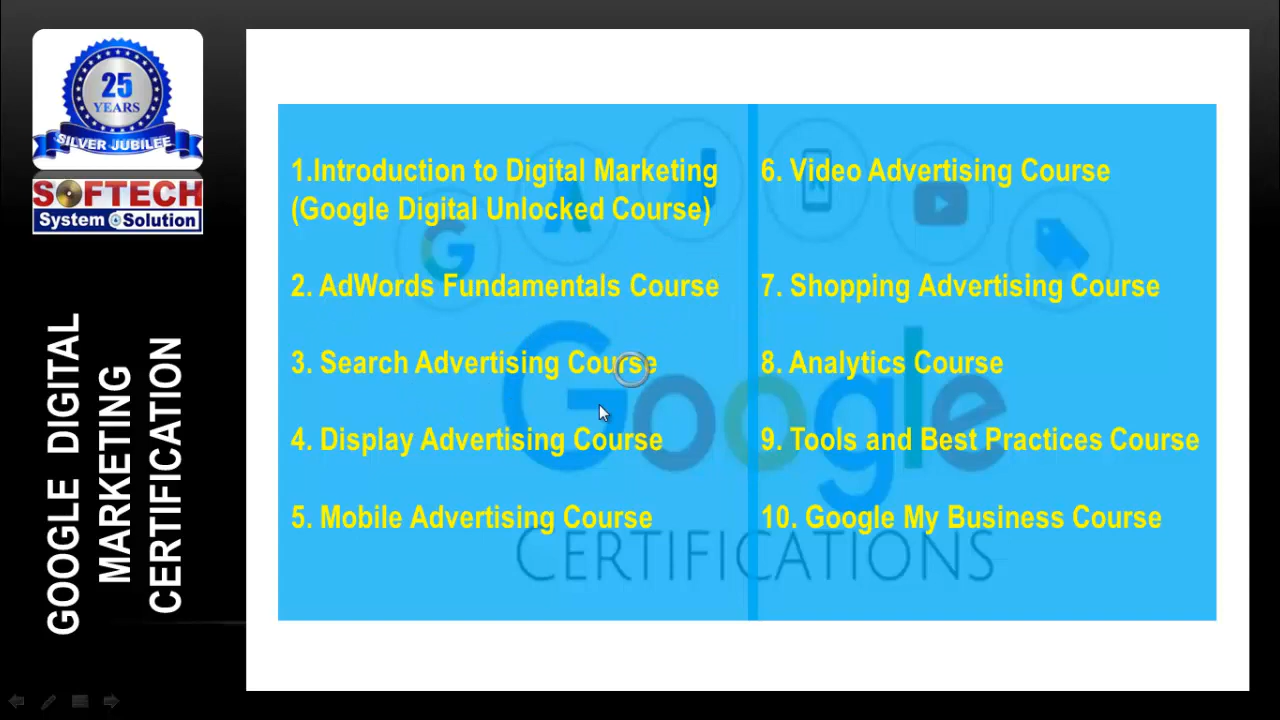 25
YEARS
SILVER JUBILEE
SOFTECH
System Solution
GOOGLE DIGITAL
MARKETING
CERTIFICATION
1.Introduction to Digital Marketing
(Google Digital Unlocked Course)
2. AdWords Fundamentals Course
3. Search Advertising Course
4. Display Advertising Course
5. Mobile Advertising Course
6. Video Advertising Course
7. Shopping Advertising Course
8. Analytics Course
9. Tools and Best Practices Course
10. Google My Business Course
Google
CERTIFICATIONS